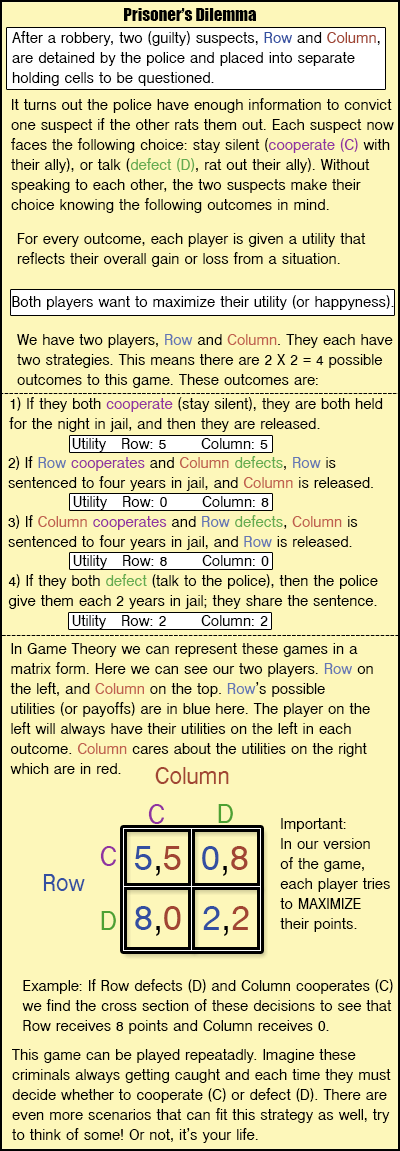 Prisoner's Dilemma
After a robbery, two (guilty) suspects, Row and Column,
are detained by the police and placed into separate
holding cells to be questioned.
It turns out the police have enough information to convict
one suspect if the other rats them out. Each suspect now
faces the following choice: stay silent (cooperate (C) with
their ally), or talk (defect (D), rat out their ally). Without
speaking to each other, the two suspects make their
choice knowing the following outcomes in mind.
For every outcome, each player is given a utility that
reflects their overall gain or loss from a situation.
Both players want to maximize their utility (or happyness).
We have two players, Row and Column. They each have
two strategies. This means there are 2 X 2 = 4 possible
outcomes to this game. These outcomes are:
1) If they both cooperate (stay silent), they are both held
for the night in jail, and then they are released.
Utility Row: 5 Column: 5
2) If Row cooperates and Column defects, Row is
sentenced to four years in jail, and Column is released.
Utility Row: 0 Column: 8
3) If Column cooperates and Row defects, Column is
sentenced to four years in jail, and Row is released.
Utility Row: 8 Column: 0
4) If they both defect (talk to the police), then the police
give them each 2 years in jail; they share the sentence.
Utility Row: 2 Column: 2
In Game Theory we can represent these games in a
matrix form. Here we can see our two players. Row on
the left, and Column on the top. Row's possible
utilities (or payoffs) are in blue here. The player on the
left will always have their utilities on the left in each
outcome. Column cares about the utilities on the right
which are in red.
Column
C D
C 5,5 0,8
Row
D 8,0 2,2
Important:
In our version
of the game,
each player tries
to MAXIMIZE
their points.
Example: If Row defects (D) and Column cooperates (C)
we find the cross section of these decisions to see that
Row receives 8 points and Column receives 0.
This game can be played repeatadly. Imagine these
criminals always getting caught and each time they must
decide whether to cooperate (C) or defect (D). There are
even more scenarios that can fit this strategy as well, try
to think of some! Or not, it's your life.